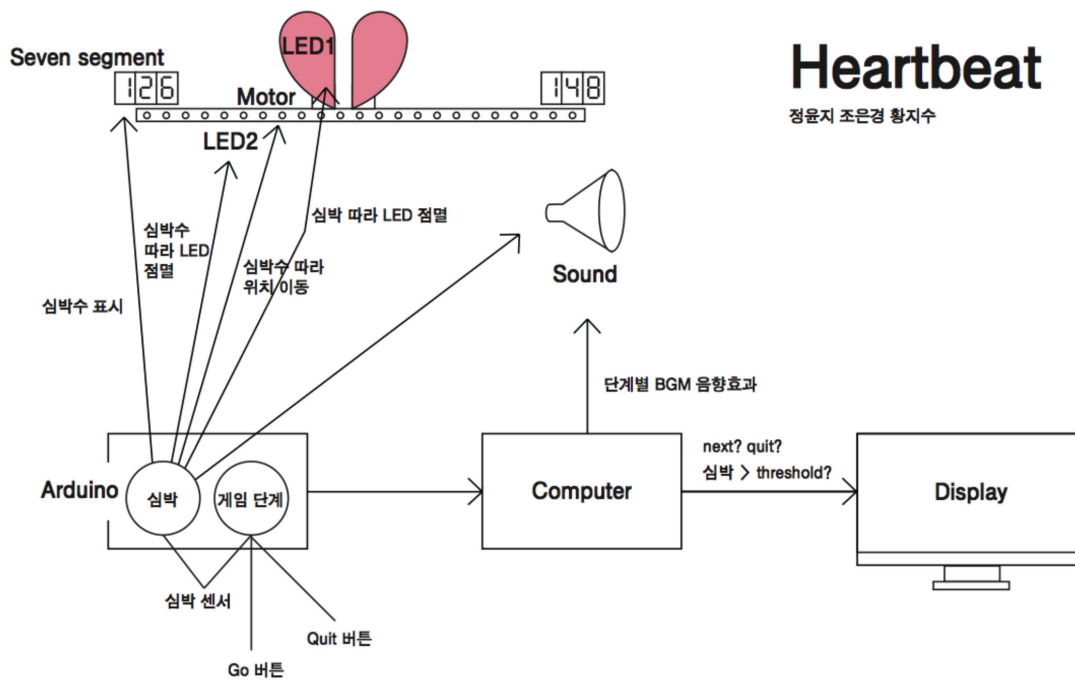 Heartbeat
정윤지 조은경 황지수
Seven segment
126
LED1
148
Motor
LED2
심박 따라 LED 점멸
심박수
따라 LED
점멸
심박수 따라
위치 이동
심박수 표시
Sound
단계별 BGM 음향효과
Arduino
심박
게임 단계
Computer
next? quit?
심박 > threshold?
Display
심박 센서
Quit 버튼
Go 버튼